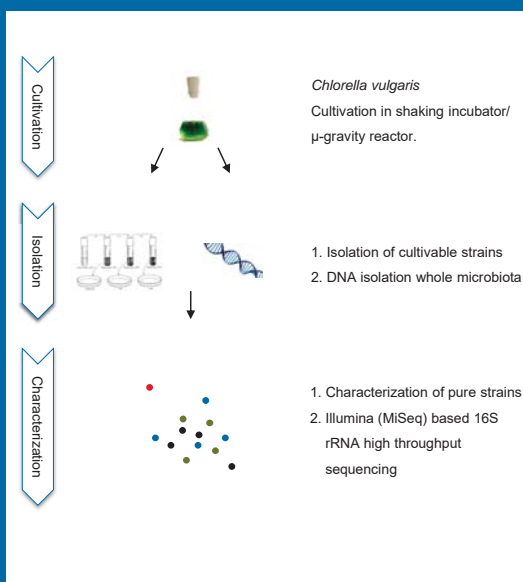 Cultivation
Chlorella vulgaris
Cultivation in shaking incubator/
μ-gravity reactor.
Isolation
1. Isolation of cultivable strains
2. DNA isolation whole microbiota
Characterization
1. Characterization of pure strains
2. Illumina (MiSeq) based 16S
rRNA high throughput
sequencing